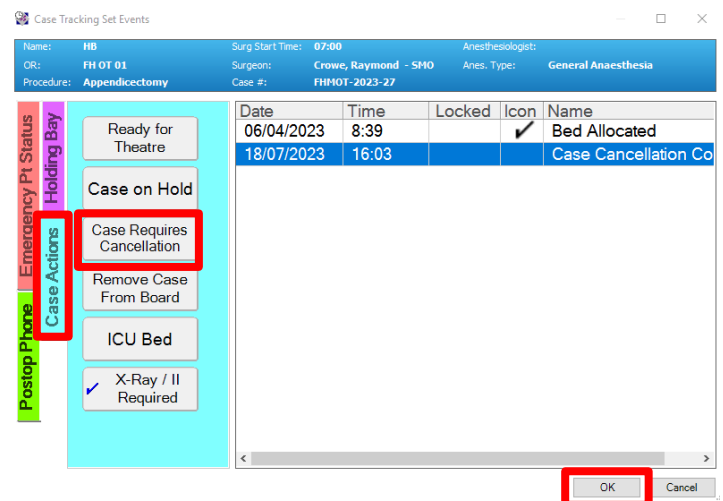 Case Tracking Set Events
Name: HB Surg Start Time: 07:00 Anesthesiologist:
OR: FH OT 01 Surgeon: Crowe, Raymond - SMO Anes. Type: General Anaesthesia
Procedure: Appendicectomy Case #: FHMOT-2023-27
Emergency Pt Status
Holding Bay
Postop Phone
Case Actions
Ready for
Theatre
Case on Hold
Case Requires
Cancellation
Remove Case
From Board
ICU Bed
X-Ray / II
Required
Date Time Locked Icon Name
06/04/2023 8:39 Bed Allocated
18/07/2023 16:03 Case Cancellation Co
OK Cancel